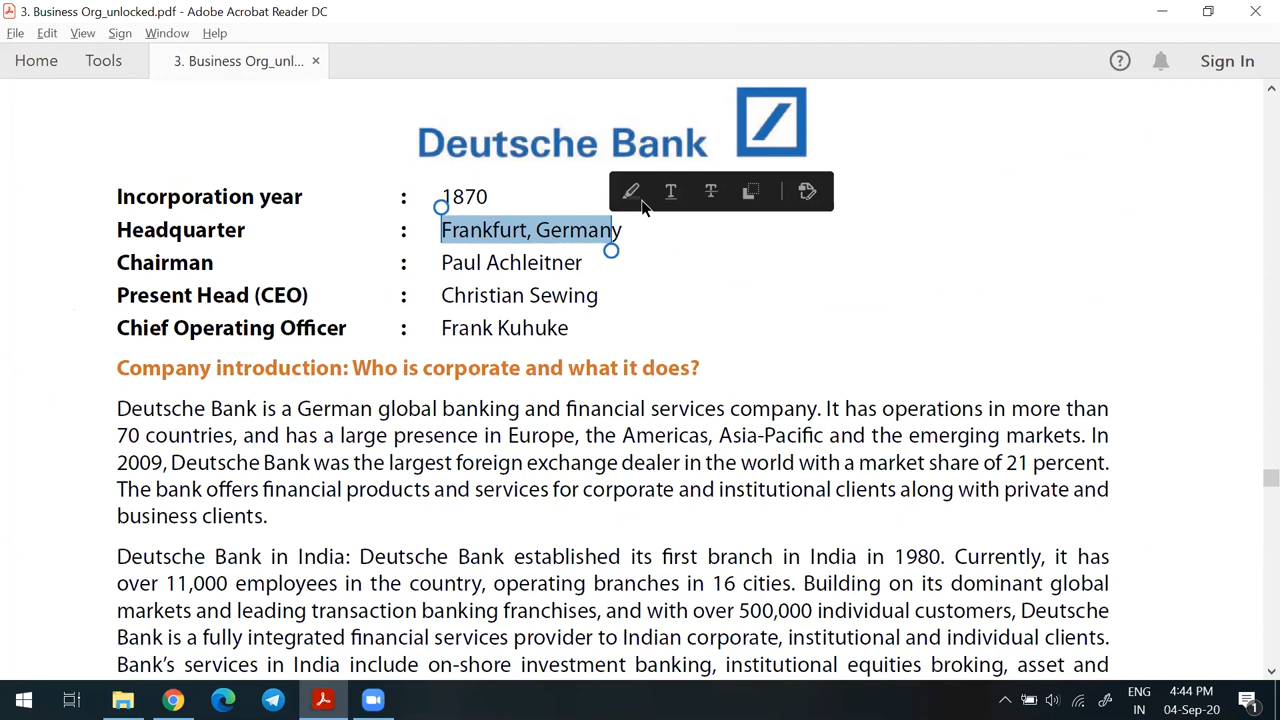 3. Business Org_unlocked.pdf - Adobe Acrobat Reader DC
File Edit View Sign Window Help
Home Tools 3. Business Org_unl... × Sign In
Deutsche Bank
Incorporation year : 1870
Headquarter : Frankfurt, Germany
Chairman : Paul Achleitner
Present Head (CEO) : Christian Sewing
Chief Operating Officer : Frank Kuhuke
Company introduction: Who is corporate and what it does?
Deutsche Bank is a German global banking and financial services company. It has operations in more than
70 countries, and has a large presence in Europe, the Americas, Asia-Pacific and the emerging markets. In
2009, Deutsche Bank was the largest foreign exchange dealer in the world with a market share of 21 percent.
The bank offers financial products and services for corporate and institutional clients along with private and
business clients.
Deutsche Bank in India: Deutsche Bank established its first branch in India in 1980. Currently, it has
over 11,000 employees in the country, operating branches in 16 cities. Building on its dominant global
markets and leading transaction banking franchises, and with over 500,000 individual customers, Deutsche
Bank is a fully integrated financial services provider to Indian corporate, institutional and individual clients.
Bank's services in India include on-shore investment banking, institutional equities broking, asset and
ENG 4:44 PM
IN 04-Sep-20
1